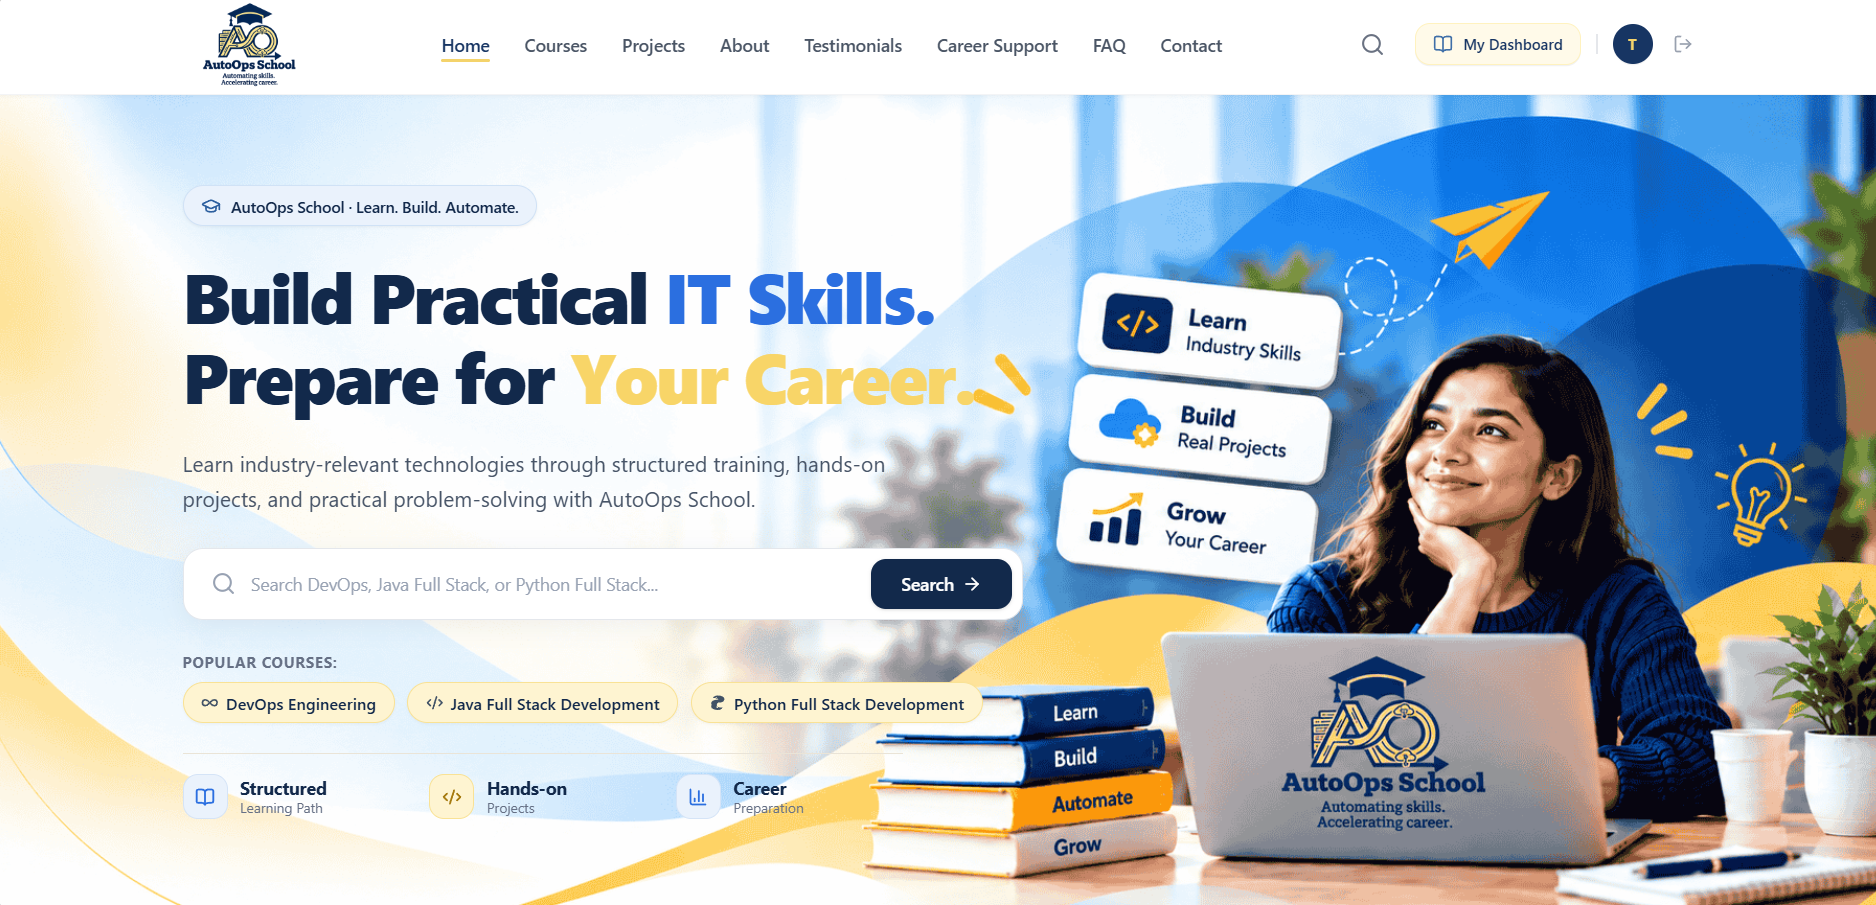 AutoOps School
Automating skills.
Accelerating career.
Home
Courses
Projects
About
Testimonials
Career Support
FAQ
Contact
My Dashboard
T
AutoOps School · Learn. Build. Automate.
Build Practical IT Skills.
Prepare for Your Career.
Learn industry-relevant technologies through structured training, hands-on
projects, and practical problem-solving with AutoOps School.
Search DevOps, Java Full Stack, or Python Full Stack...
Search
POPULAR COURSES:
DevOps Engineering
Java Full Stack Development
Python Full Stack Development
Structured
Learning Path
Hands-on
Projects
Career
Preparation
Learn
Industry Skills
Build
Real Projects
Grow
Your Career
Learn
Build
Automate
Grow
AutoOps School
Automating skills.
Accelerating career.